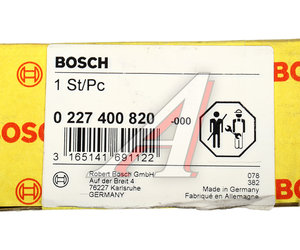 BOSCH
BOSCH
1 St/Pc
0 227 400 820 -000
3 165141 691122
Robert Bosch GmbH
Auf der Breit 4
76227 Karlsruhe
GERMANY
078
382
Made in Germany
Fabriqué en Allemagne